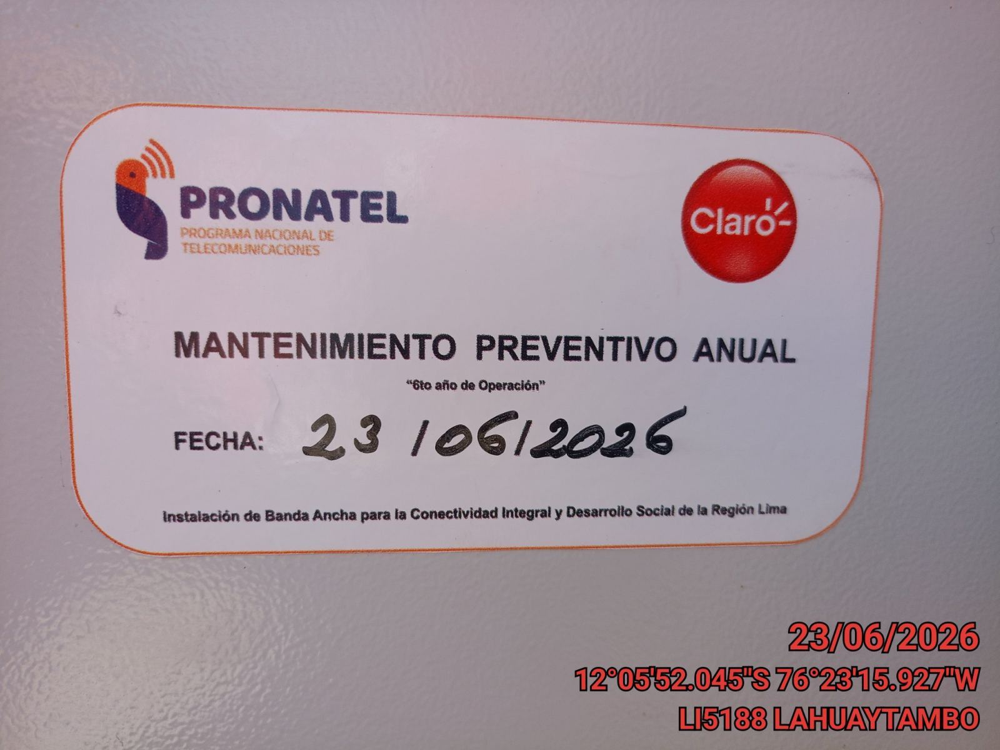 PRONATEL
PROGRAMA NACIONAL DE
TELECOMUNICACIONES
Claro
MANTENIMIENTO PREVENTIVO ANUAL
“6to año de Operación”
FECHA: 23/06/2026
Instalación de Banda Ancha para la Conectividad Integral y Desarrollo Social de la Región Lima
23/06/2026
12°05'52.045"S 76°23'15.927"W
LI5188 LAHUAYTAMBO